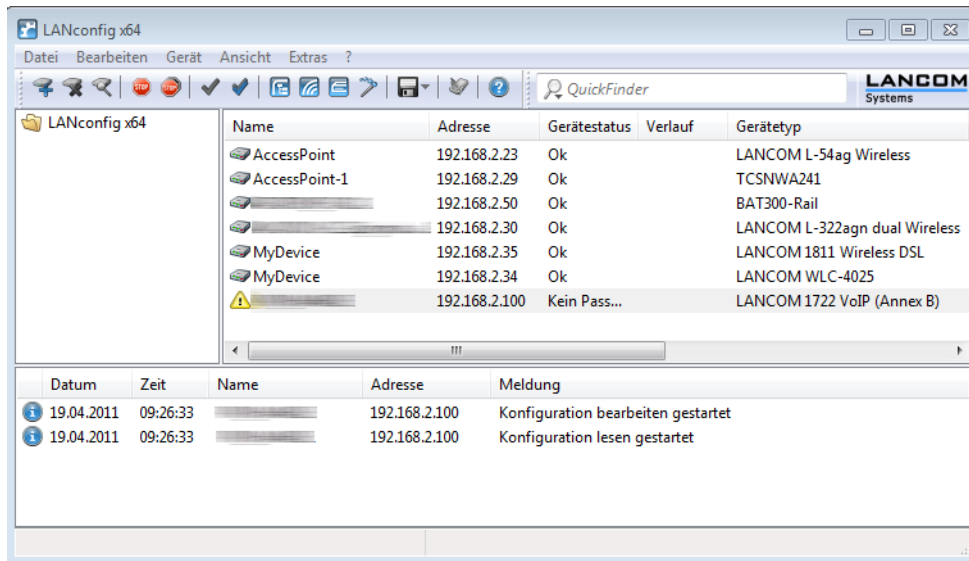 LANconfig x64
Datei Bearbeiten Gerät Ansicht Extras ?
QuickFinder
LANCOM
Systems
LANconfig x64
Name Adresse Gerätestatus Verlauf Gerätetyp
AccessPoint 192.168.2.23 Ok LANCOM L-54ag Wireless
AccessPoint-1 192.168.2.29 Ok TCSNWA241
192.168.2.50 Ok BAT300-Rail
192.168.2.30 Ok LANCOM L-322agn dual Wireless
MyDevice 192.168.2.35 Ok LANCOM 1811 Wireless DSL
MyDevice 192.168.2.34 Ok LANCOM WLC-4025
192.168.2.100 Kein Pass... LANCOM 1722 VoIP (Annex B)
Datum Zeit Name Adresse Meldung
19.04.2011 09:26:33 192.168.2.100 Konfiguration bearbeiten gestartet
19.04.2011 09:26:33 192.168.2.100 Konfiguration lesen gestartet